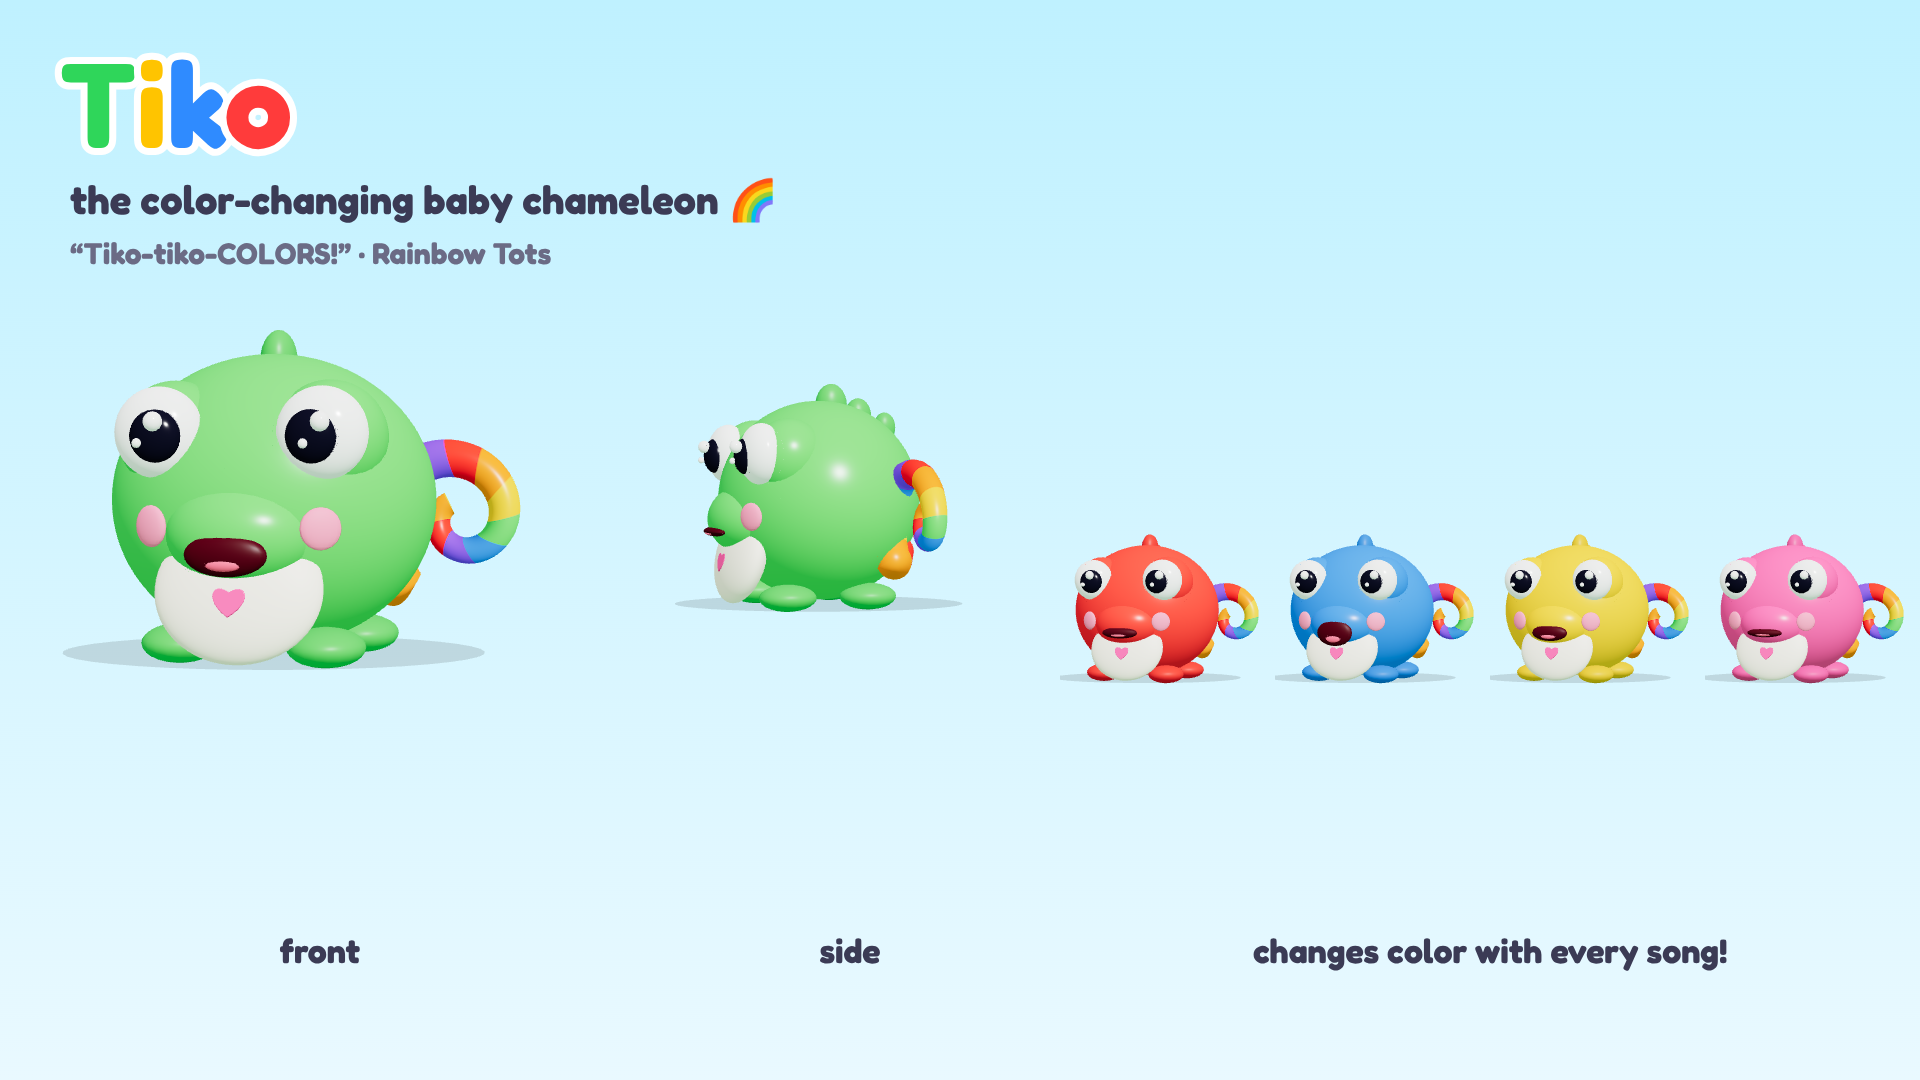 Tiko
the color-changing baby chameleon 🌈
“Tiko-tiko-COLORS!” · Rainbow Tots
front
side
changes color with every song!